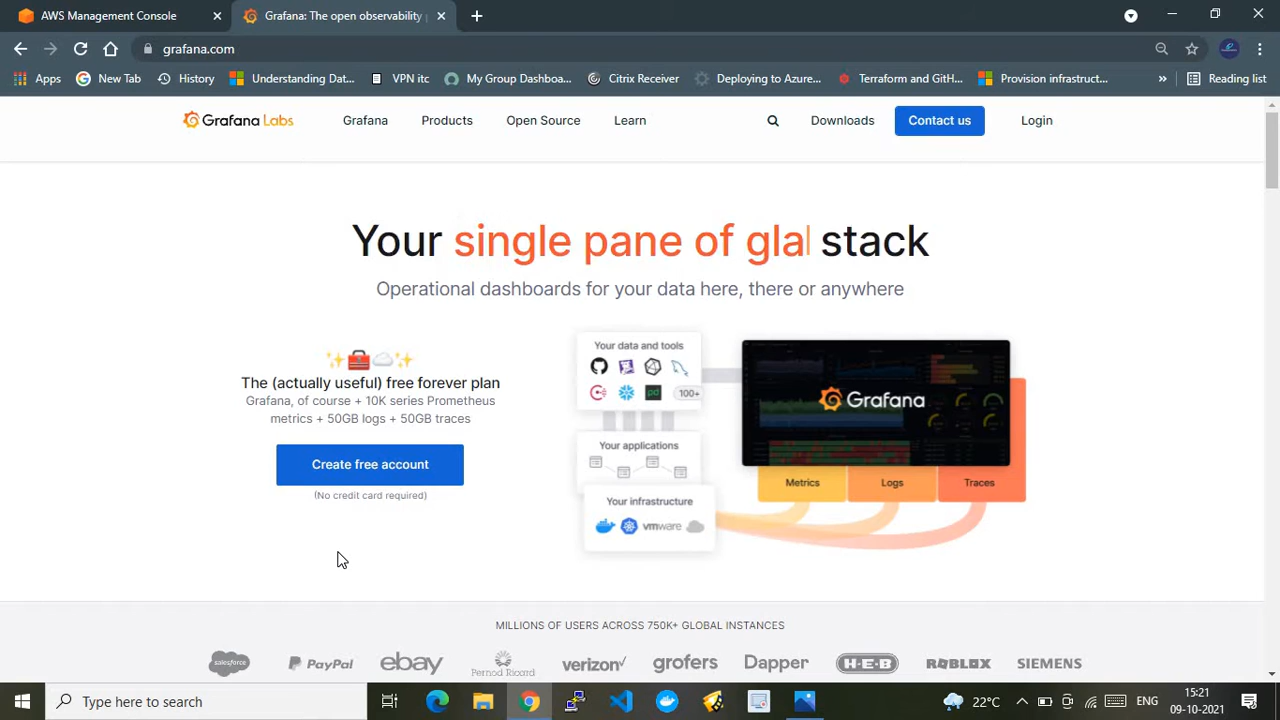 AWS Management Console
Grafana: The open observability
grafana.com
Apps
New Tab
History
Understanding Dat...
VPN itc
My Group Dashboa...
Citrix Receiver
Deploying to Azure...
Terraform and GitH...
Provision infrastruct...
»
Reading list
Grafana Labs
Grafana
Products
Open Source
Learn
Downloads
Contact us
Login
Your single pane of gla stack
Operational dashboards for your data here, there or anywhere
The (actually useful) free forever plan
Grafana, of course + 10K series Prometheus
metrics + 50GB logs + 50GB traces
Create free account
(No credit card required)
Your data and tools
100+
Your applications
Your infrastructure
vmware
Grafana
Metrics
Logs
Traces
MILLIONS OF USERS ACROSS 750K+ GLOBAL INSTANCES
salesforce
PayPal
ebay
Pernod Ricard
verizon✓
grofers
Dapper
H-E-B
ROBLOX
SIEMENS
Type here to search
22°C
ENG
15:21
09-10-2021